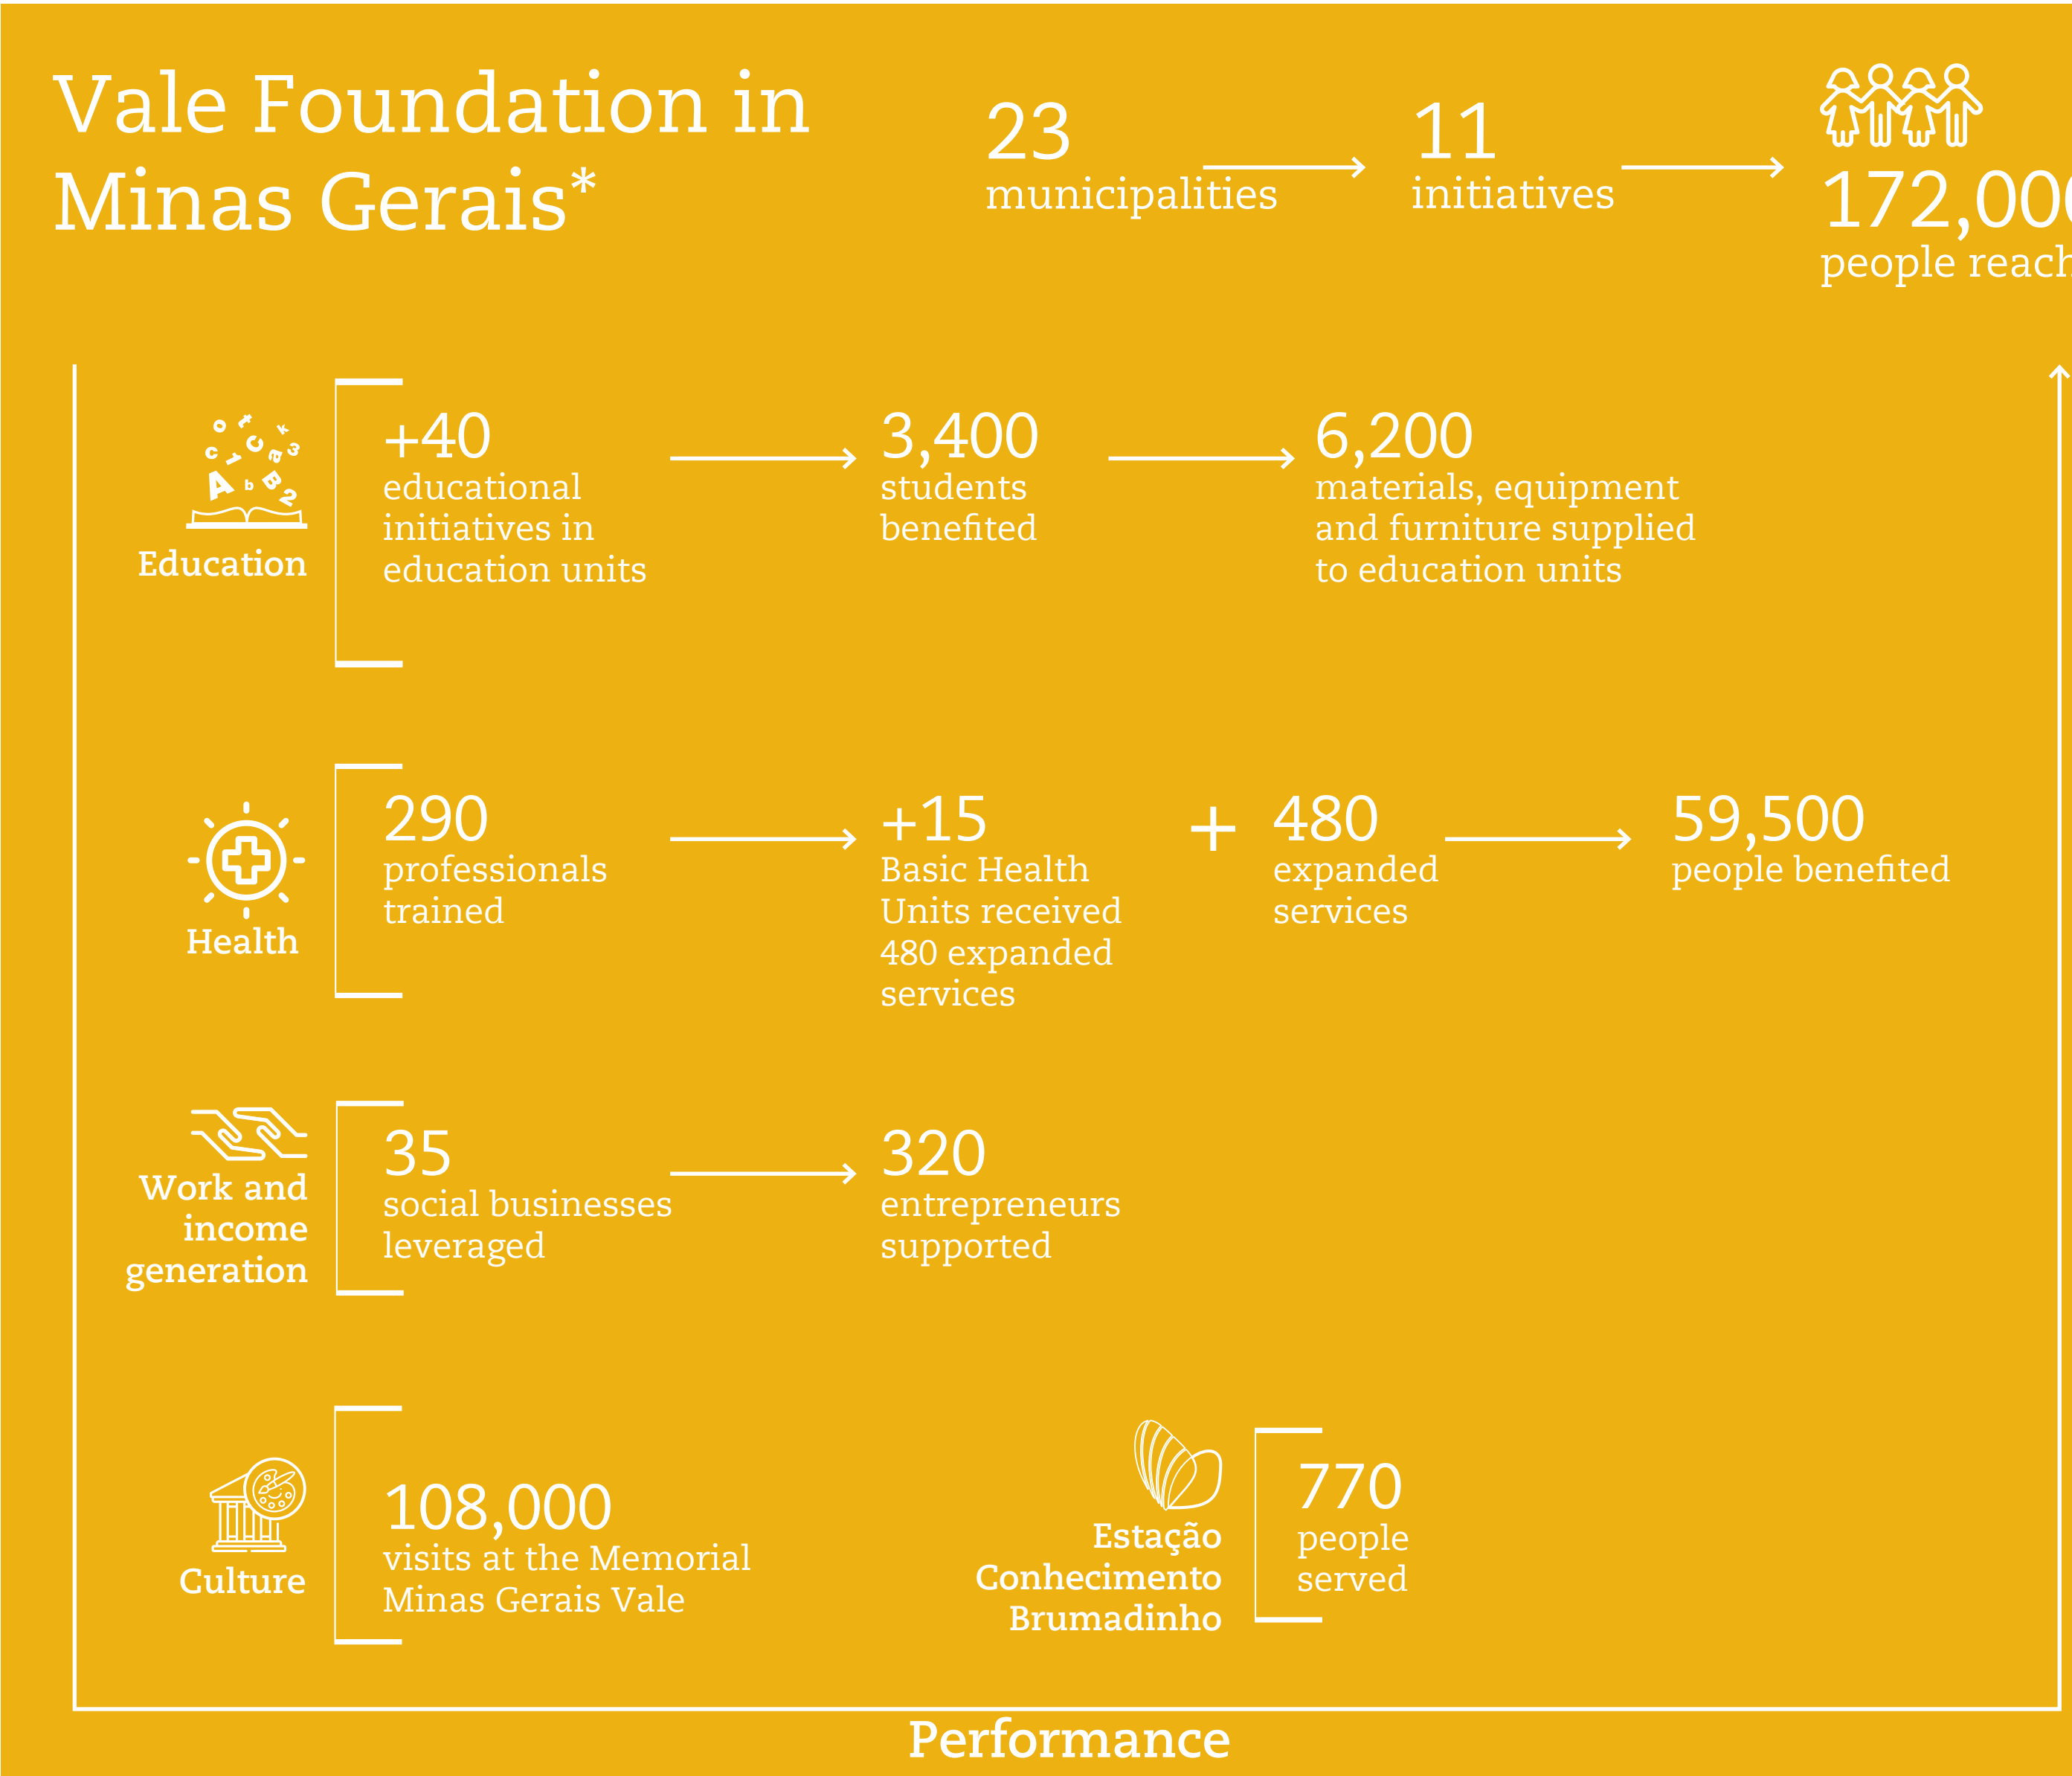 Vale Foundation in
Minas Gerais*
23
municipalities
11
initiatives
172,000
people reach
Education
+40
educational
initiatives in
education units
3,400
students
benefited
6,200
materials, equipment
and furniture supplied
to education units
Health
290
professionals
trained
+15
Basic Health
Units received
480 expanded
services
+
480
expanded
services
59,500
people benefited
Work and
income
generation
35
social businesses
leveraged
320
entrepreneurs
supported
Culture
108,000
visits at the Memorial
Minas Gerais Vale
Estação
Conhecimento
Brumadinho
770
people
served
Performance